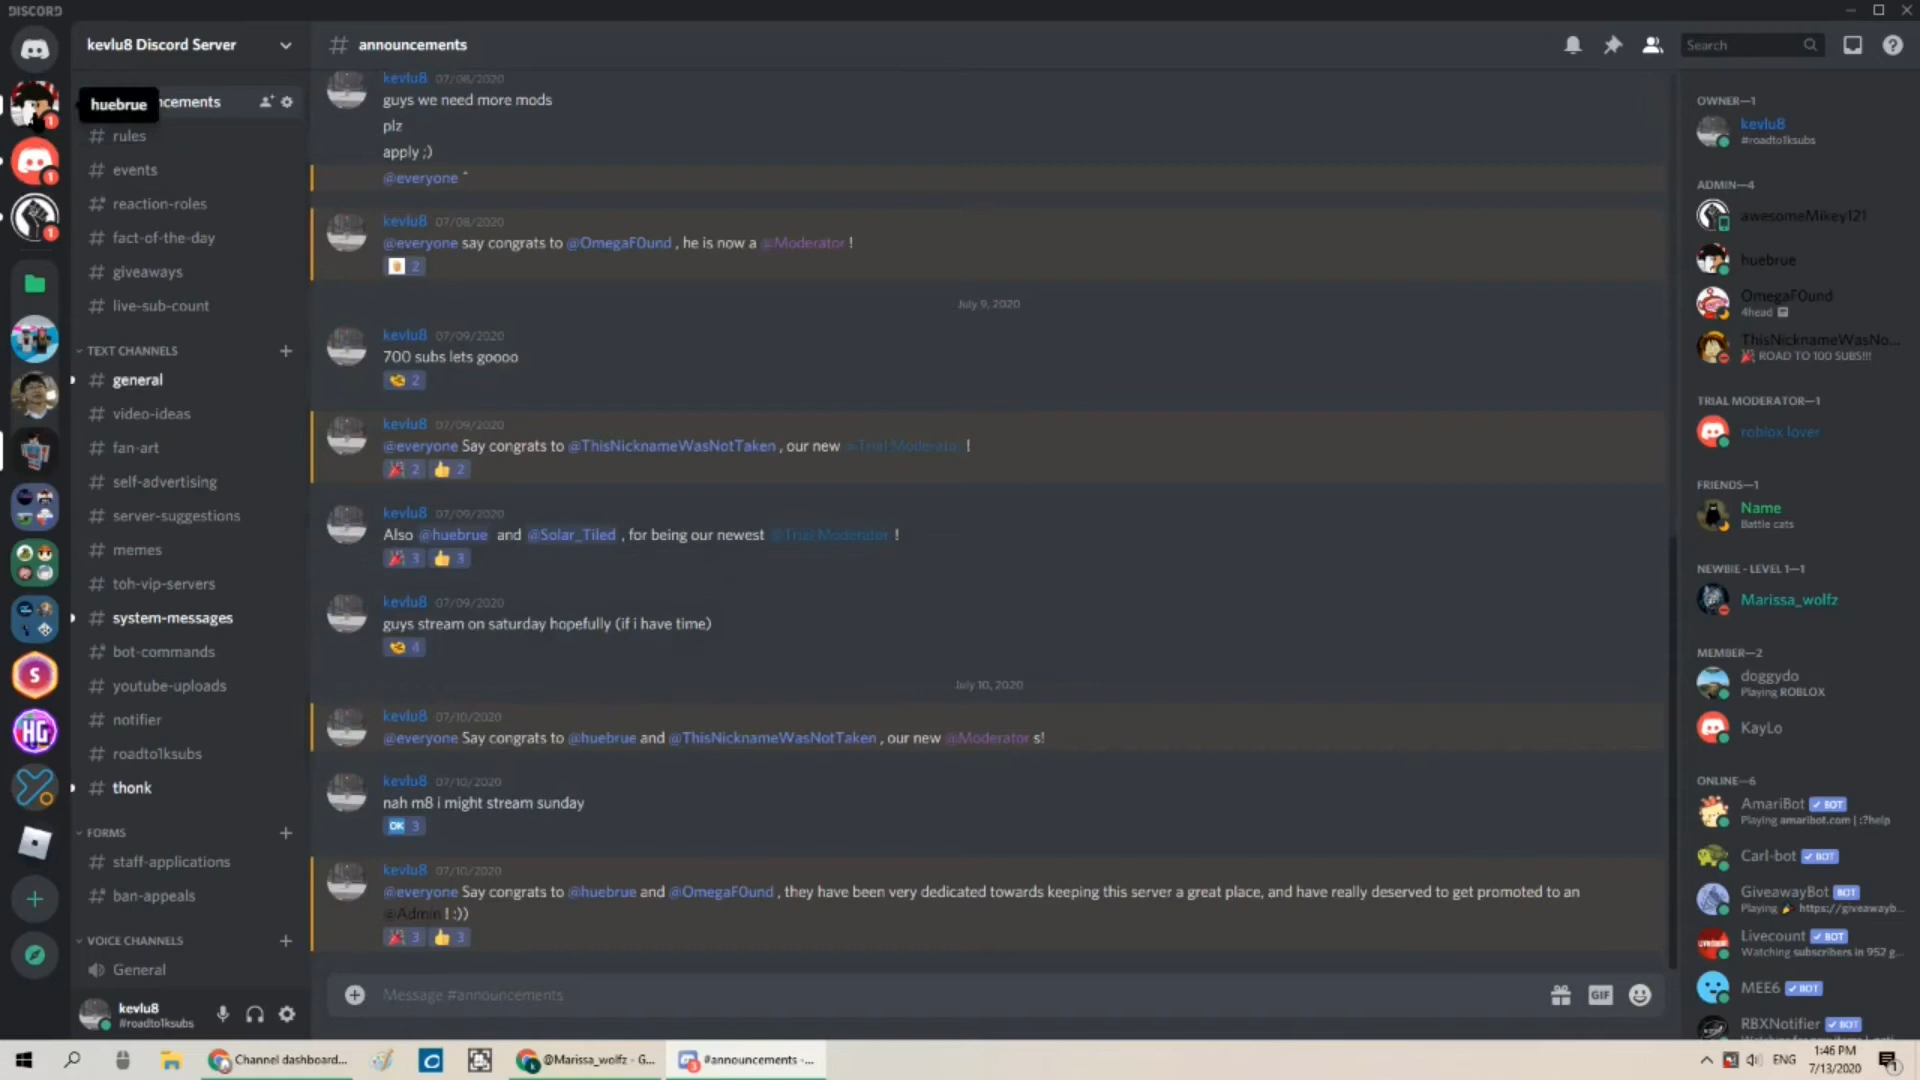 DISCORD
kevlu8 Discord Server
announcements
Search
huebrue
cements
rules
events
reaction-roles
fact-of-the-day
giveaways
live-sub-count
TEXT CHANNELS
general
video-ideas
fan-art
self-advertising
server-suggestions
memes
toh-vip-servers
system-messages
bot-commands
youtube-uploads
notifier
roadto1ksubs
thonk
FORMS
staff-applications
ban-appeals
VOICE CHANNELS
General
kevlu8
#roadto1ksubs
kevlu8 07/08/2020
guys we need more mods
plz
apply ;)
@everyone ^
kevlu8 07/08/2020
@everyone say congrats to @OmegaF0und , he is now a @Moderator !
2
July 9, 2020
kevlu8 07/09/2020
700 subs lets goooo
2
kevlu8 07/09/2020
@everyone Say congrats to @ThisNicknameWasNotTaken , our new @Trial Moderator !
2 2
kevlu8 07/09/2020
Also @huebrue and @Solar_Tiled , for being our newest @Trial Moderator !
3 3
kevlu8 07/09/2020
guys stream on saturday hopefully (if i have time)
4
July 10, 2020
kevlu8 07/10/2020
@everyone Say congrats to @huebrue and @ThisNicknameWasNotTaken , our new @Moderator s!
kevlu8 07/10/2020
nah m8 i might stream sunday
OK 3
kevlu8 07/10/2020
@everyone Say congrats to @huebrue and @OmegaF0und , they have been very dedicated towards keeping this server a great place, and have really deserved to get promoted to an
@Admin ! :))
3 3
Message #announcements
GIF
OWNER—1
kevlu8
#roadto1ksubs
ADMIN—4
awesomeMikey121
huebrue
OmegaF0und
4head
ThisNicknameWasNo...
ROAD TO 100 SUBS!!!
TRIAL MODERATOR—1
roblox lover
FRIENDS—1
Name
Battle cats
NEWBIE - LEVEL 1—1
Marissa_wolfz
MEMBER—2
doggydo
Playing ROBLOX
KayLo
ONLINE—6
AmariBot BOT
Playing amaribot.com | :?help
Carl-bot BOT
GiveawayBot BOT
Playing https://giveawayb...
Livecount BOT
Watching subscribers in 952 g...
MEE6 BOT
RBXNotifier BOT
1
1
1
S
HG
Channel dashboard...
@Marissa_wolfz - G...
#announcements -...
ENG
1:46 PM
7/13/2020
1